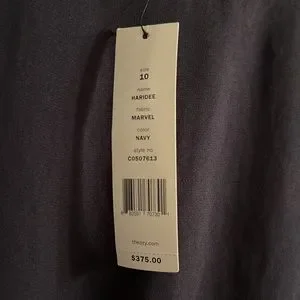 size
10
name
HARIDEE
fabric
MARVEL
color
NAVY
style no
C0507613
theory.com
$375.00